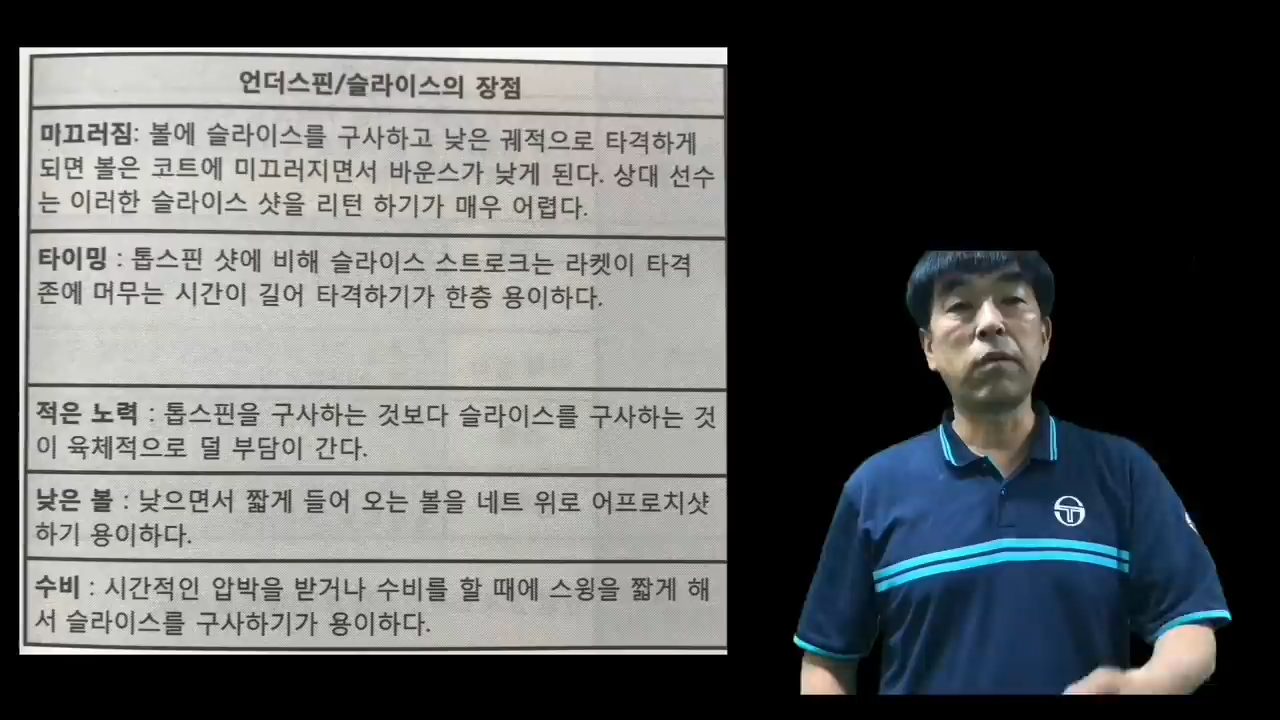 언더스핀/슬라이스의 장점
마끄러짐: 볼에 슬라이스를 구사하고 낮은 궤적으로 타격하게
되면 볼은 코트에 미끄러지면서 바운스가 낮게 된다. 상대 선수
는 이러한 슬라이스 샷을 리턴 하기가 매우 어렵다.
타이밍 : 톱스핀 샷에 비해 슬라이스 스트로크는 라켓이 타격
존에 머무는 시간이 길어 타격하기가 한층 용이하다.
적은 노력 : 톱스핀을 구사하는 것보다 슬라이스를 구사하는 것
이 육체적으로 덜 부담이 간다.
낮은 볼 : 낮으면서 짧게 들어 오는 볼을 네트 위로 어프로치샷
하기 용이하다.
수비 : 시간적인 압박을 받거나 수비를 할 때에 스윙을 짧게 해
서 슬라이스를 구사하기가 용이하다.